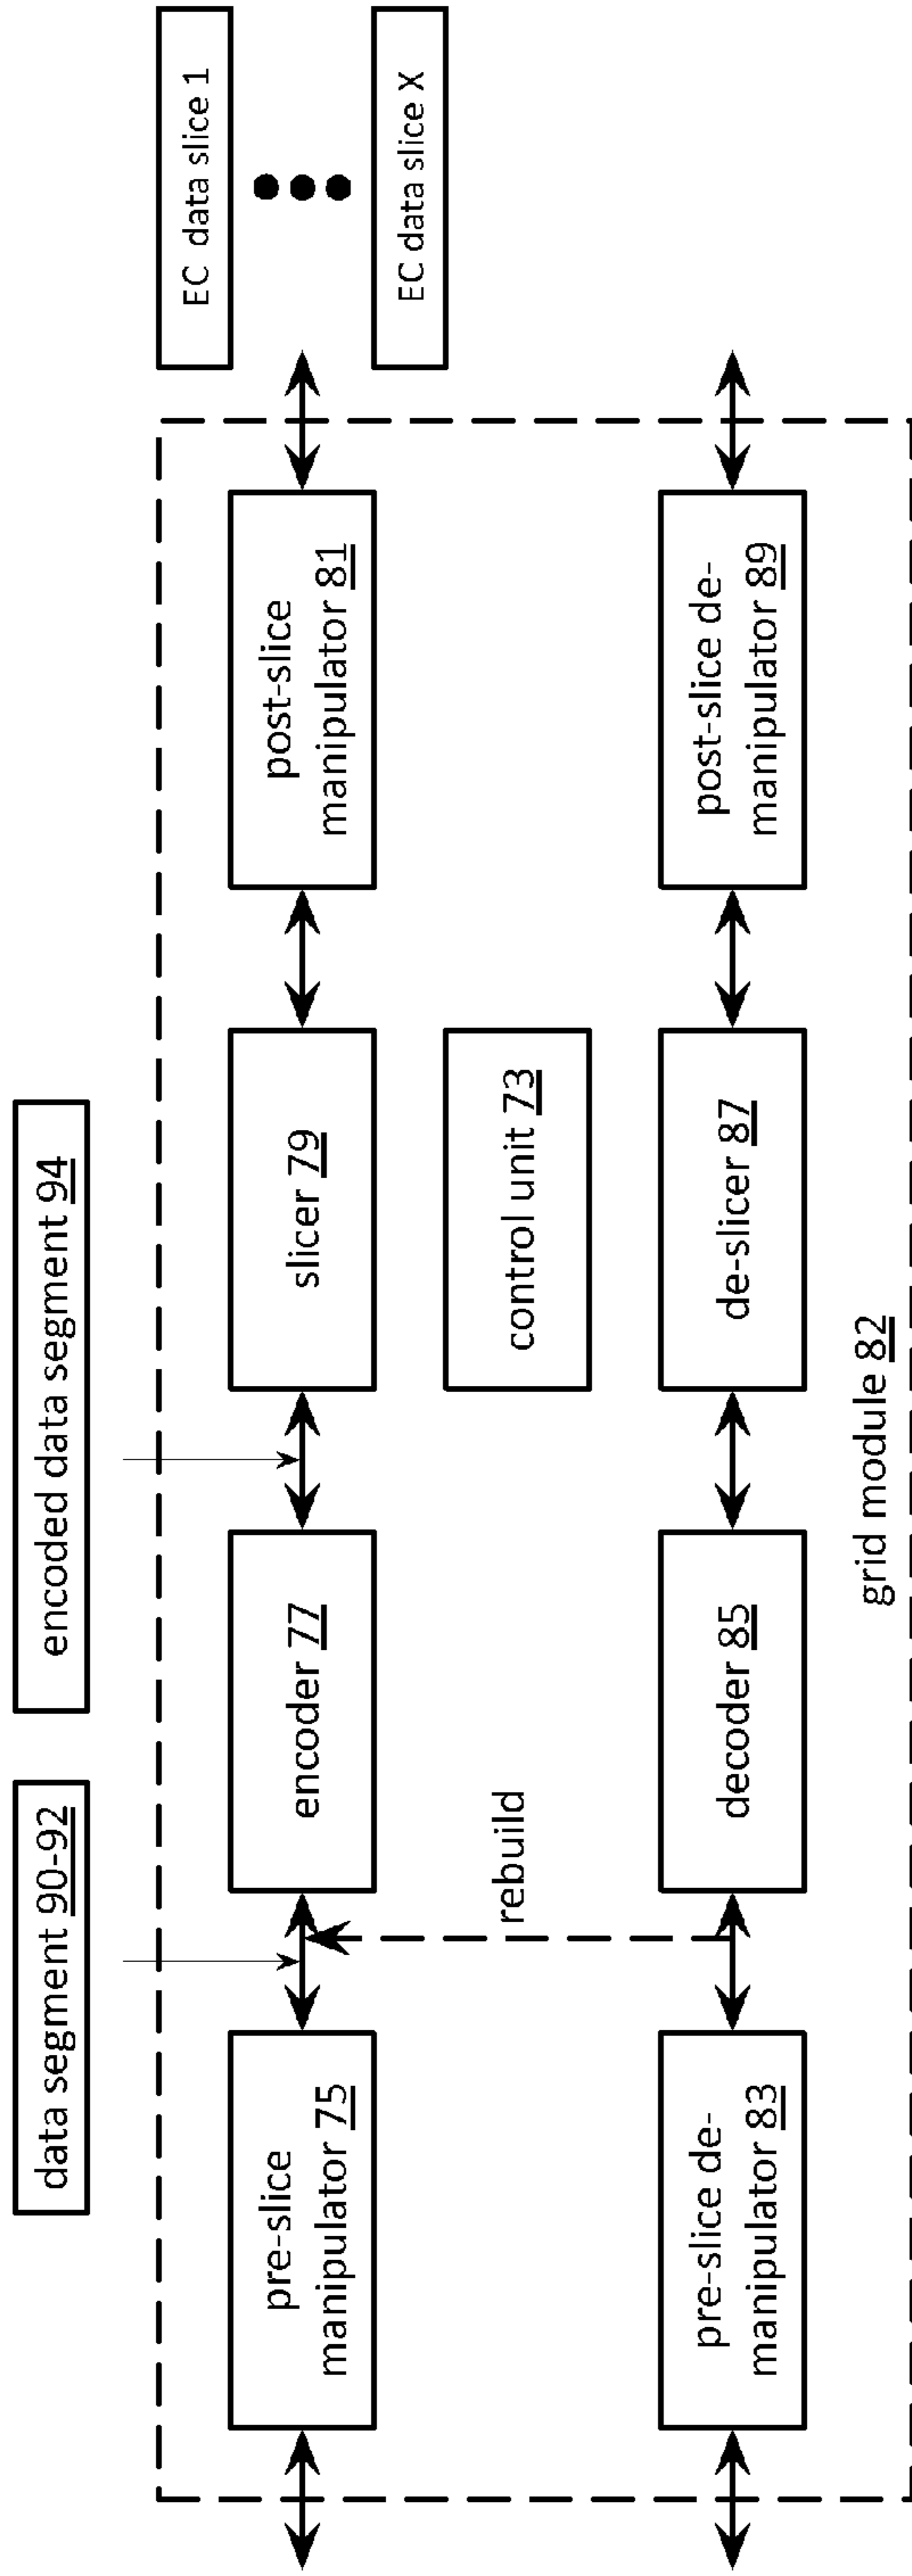 data segment 90-92
encoded data segment 94
EC data slice 1
EC data slice X
pre-slice
manipulator 75
encoder 77
slicer 79
post-slice
manipulator 81
rebuild
control unit 73
pre-slice de-
manipulator 83
decoder 85
de-slicer 87
post-slice de-
manipulator 89
grid module 82